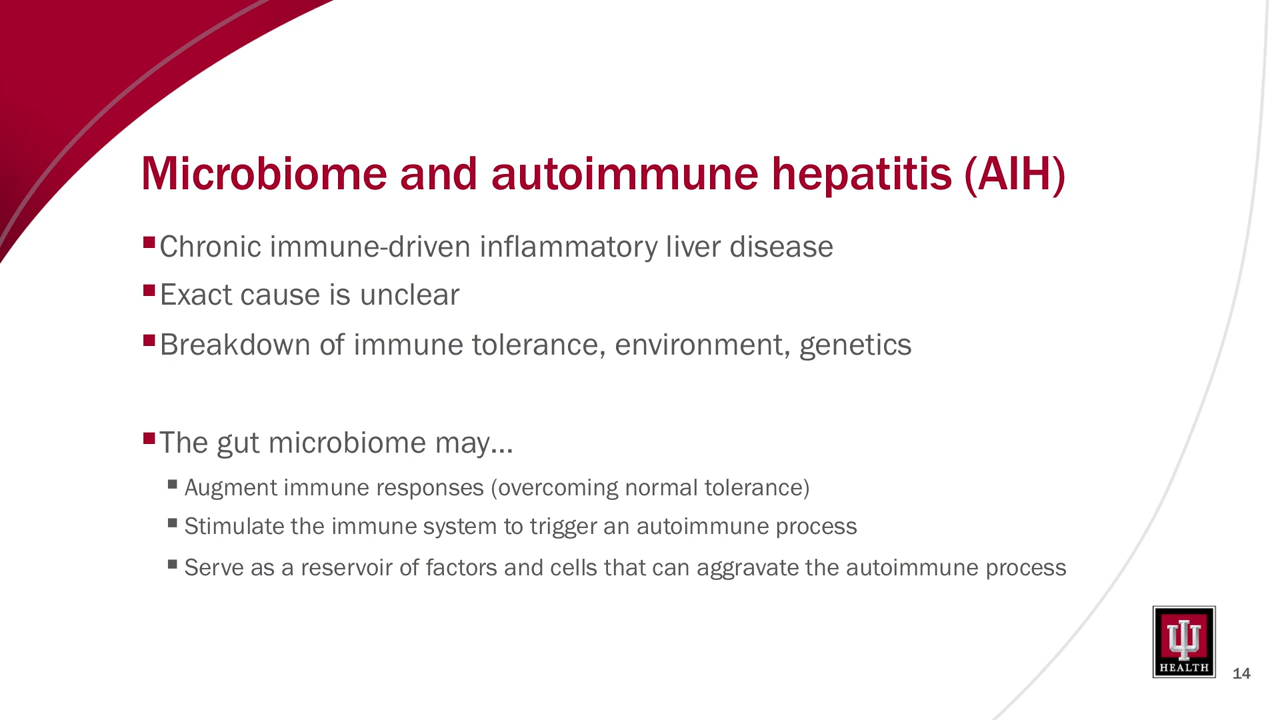 Microbiome and autoimmune hepatitis (AIH)
▪Chronic immune-driven inflammatory liver disease
▪Exact cause is unclear
▪Breakdown of immune tolerance, environment, genetics
▪The gut microbiome may...
▪ Augment immune responses (overcoming normal tolerance)
▪ Stimulate the immune system to trigger an autoimmune process
▪ Serve as a reservoir of factors and cells that can aggravate the autoimmune process
IU
HEALTH
14